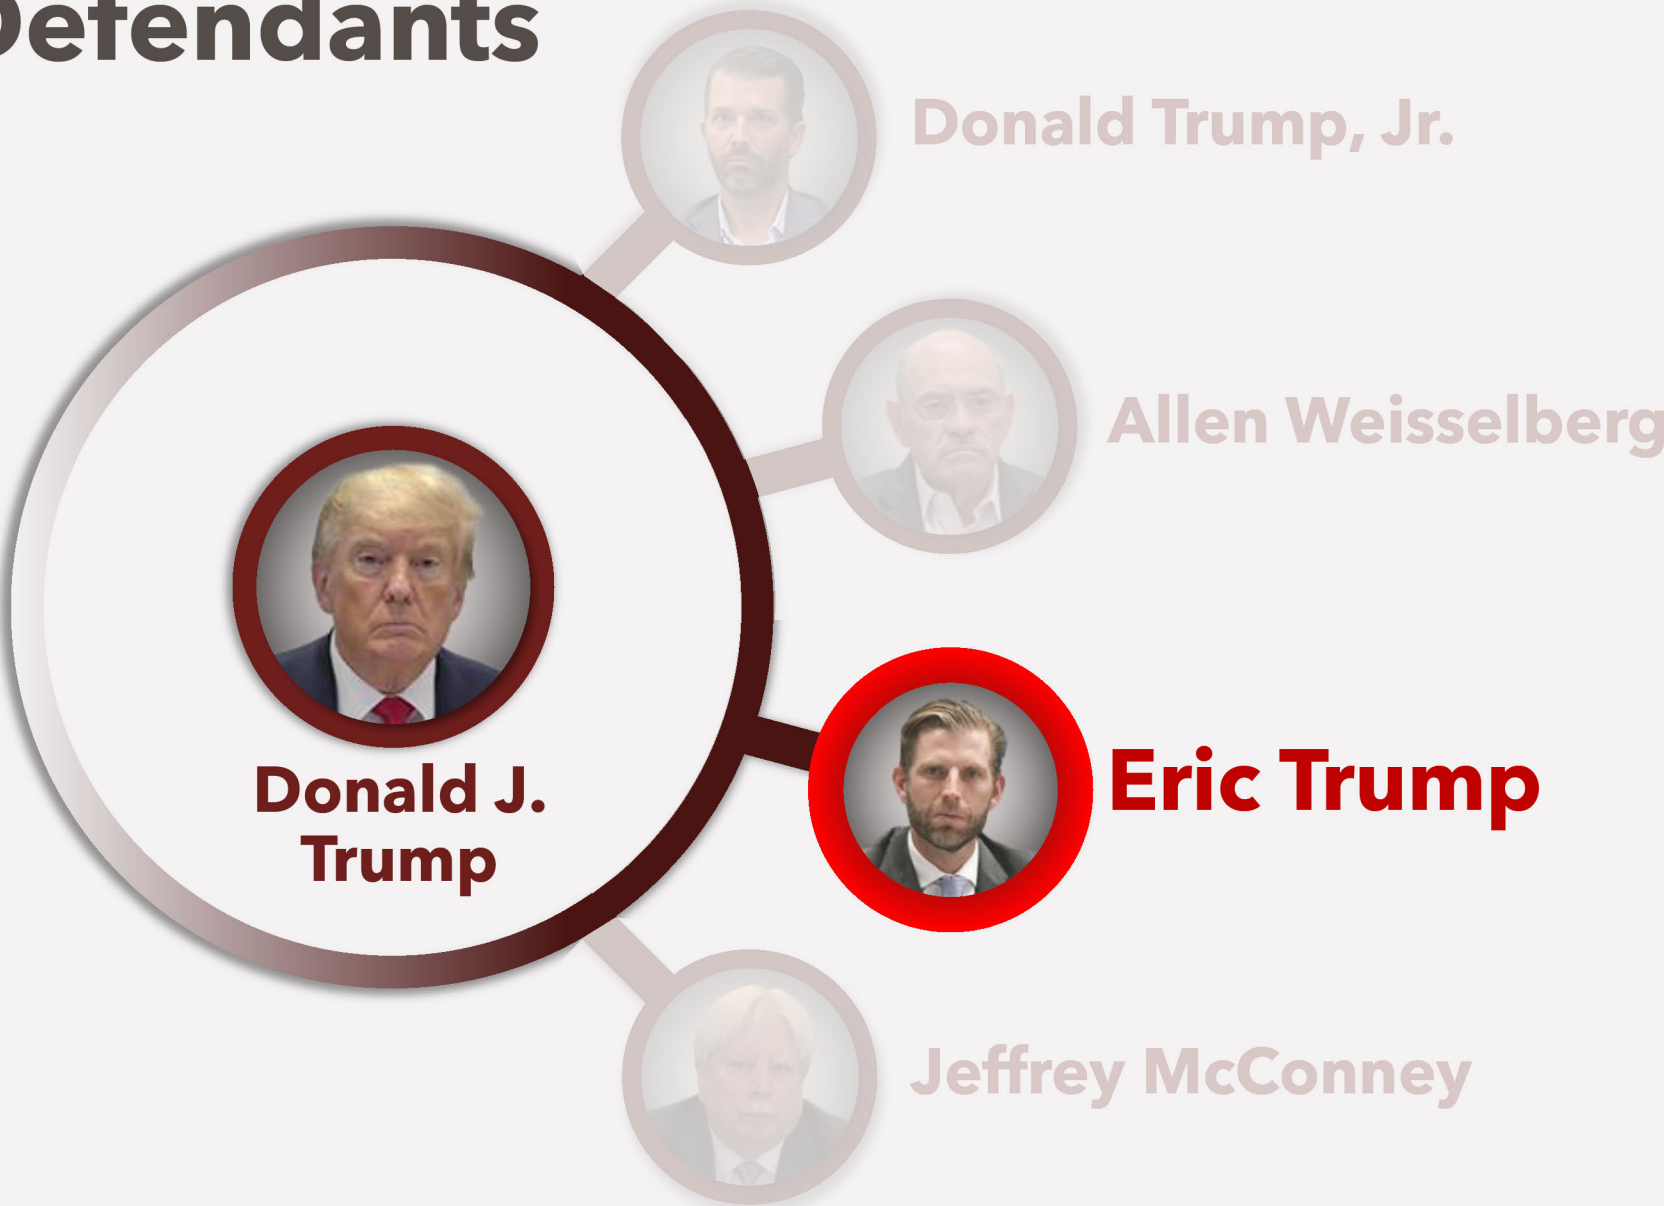 Defendants
Donald Trump, Jr.
Allen Weisselberg
Donald J.
Trump
Eric Trump
Jeffrey McConney